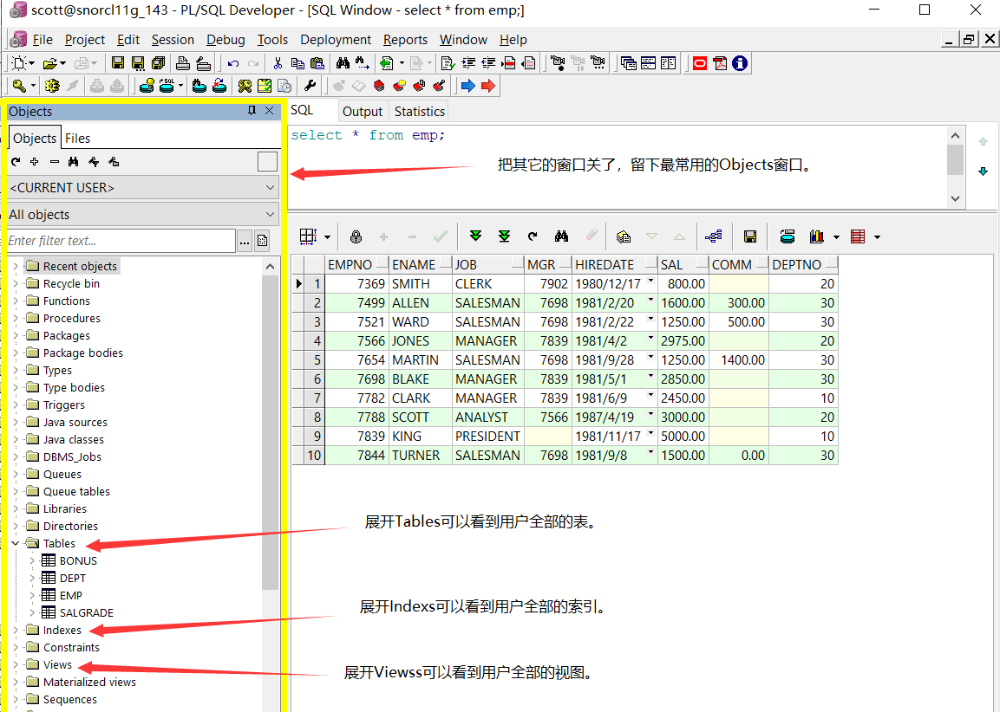 scott@snorcl11g_143 - PL/SQL Developer - [SQL Window - select * from emp;]
File Project Edit Session Debug Tools Deployment Reports Window Help
Objects
Objects Files
<CURRENT USER>
All objects
Enter filter text...
Recent objects
Recycle bin
Functions
Procedures
Packages
Package bodies
Types
Type bodies
Triggers
Java sources
Java classes
DBMS_Jobs
Queues
Queue tables
Libraries
Directories
Tables
BONUS
DEPT
EMP
SALGRADE
Indexes
Constraints
Views
Materialized views
Sequences
SQL Output Statistics
select * from emp;
把其它的窗口关了，留下最常用的Objects窗口。
EMPNO ENAME JOB MGR HIREDATE SAL COMM DEPTNO
1 7369 SMITH CLERK 7902 1980/12/17 800.00 20
2 7499 ALLEN SALESMAN 7698 1981/2/20 1600.00 300.00 30
3 7521 WARD SALESMAN 7698 1981/2/22 1250.00 500.00 30
4 7566 JONES MANAGER 7839 1981/4/2 2975.00 20
5 7654 MARTIN SALESMAN 7698 1981/9/28 1250.00 1400.00 30
6 7698 BLAKE MANAGER 7839 1981/5/1 2850.00 30
7 7782 CLARK MANAGER 7839 1981/6/9 2450.00 10
8 7788 SCOTT ANALYST 7566 1987/4/19 3000.00 20
9 7839 KING PRESIDENT 1981/11/17 5000.00 10
10 7844 TURNER SALESMAN 7698 1981/9/8 1500.00 0.00 30
展开Tables可以看到用户全部的表。
展开Indexs可以看到用户全部的索引。
展开Viewss可以看到用户全部的视图。